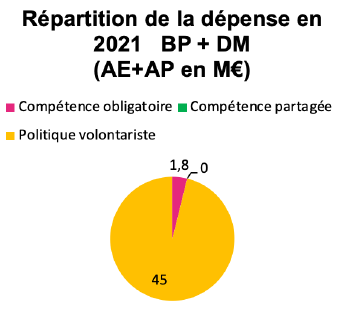 Répartition de la dépense en
2021 BP + DM
(AE+AP en M€)
Compétence obligatoire Compétence partagée
Politique volontariste
1,8 0
45